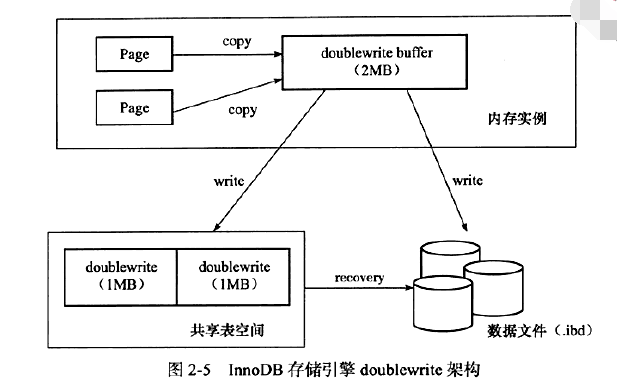 Page
copy
doublewrite buffer
（2MB）
Page
copy
内存实例
write
write
doublewrite
（1MB）
doublewrite
（1MB）
recovery
共享表空间
数据文件（.ibd）
图 2-5 InnoDB 存储引擎 doublewrite 架构